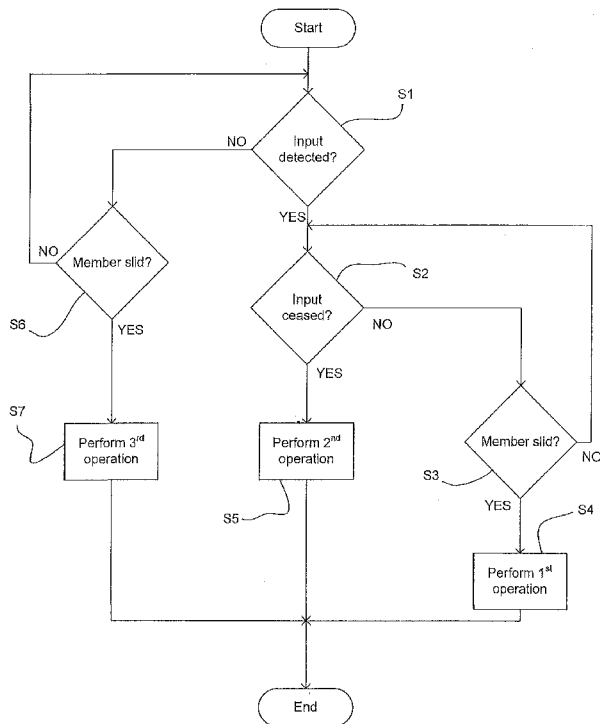 Start
S1
Input
detected?
NO
YES
Member slid?
NO
YES
S6
Input
ceased?
S2
NO
YES
S7
Perform 3rd
operation
Perform 2nd
operation
S5
Member slid?
NO
S3
YES
S4
Perform 1st
operation
End